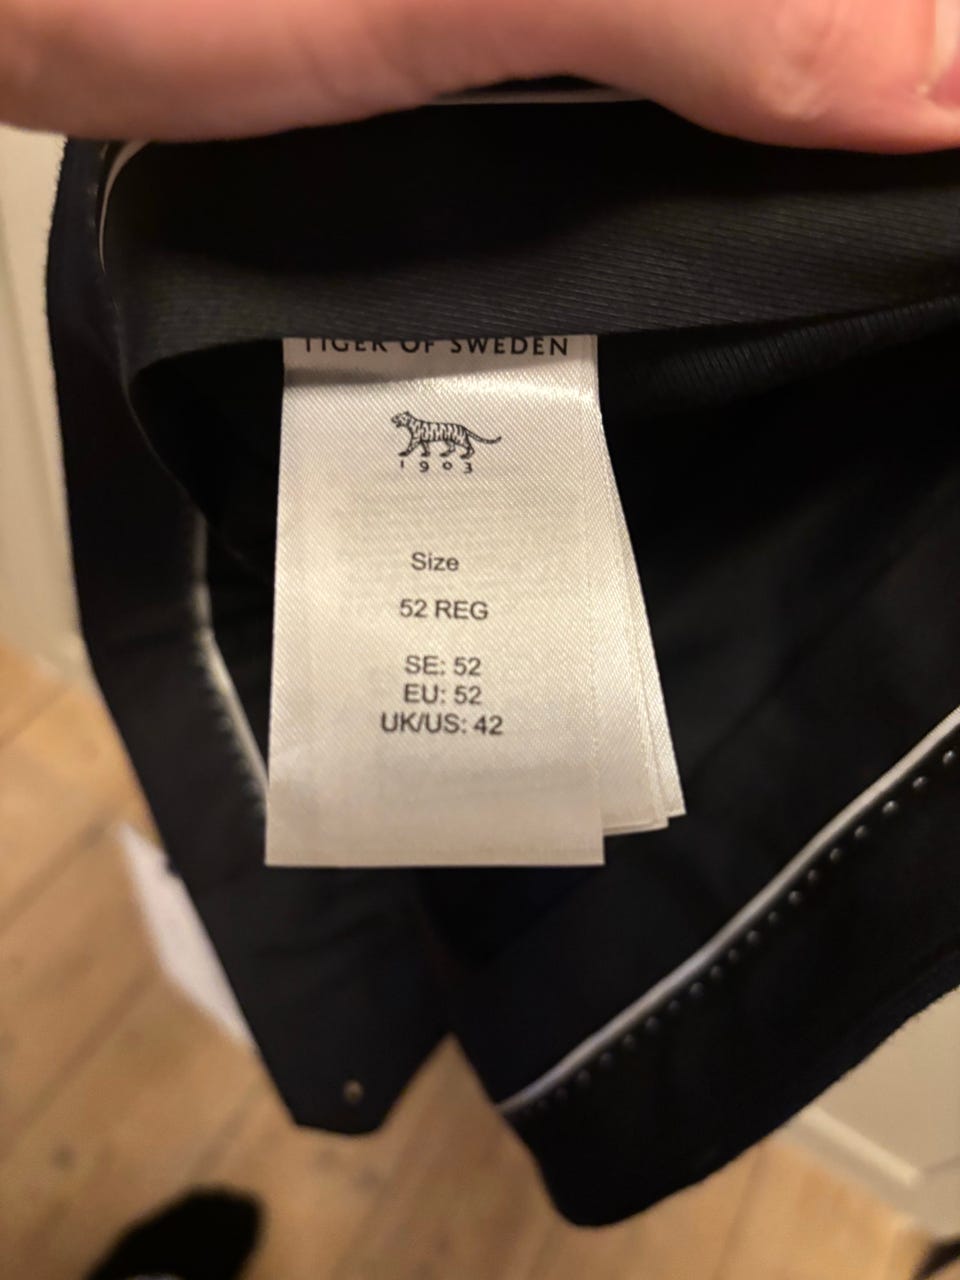 TIGER OF SWEDEN
1903
Size
52 REG
SE: 52
EU: 52
UK/US: 42